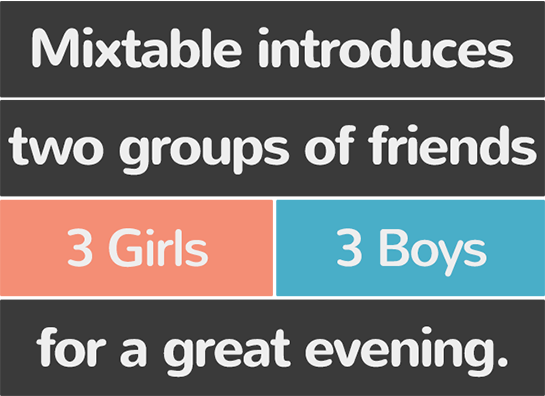 Mixtable introduces
two groups of friends
3 Girls 3 Boys
for a great evening.